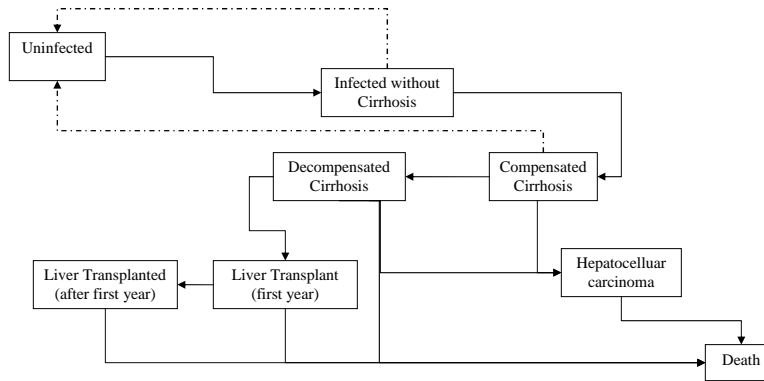 Uninfected
Infected without
Cirrhosis
Decompensated
Cirrhosis
Compensated
Cirrhosis
Liver Transplanted
(after first year)
Liver Transplant
(first year)
Hepatocelluar
carcinoma
Death